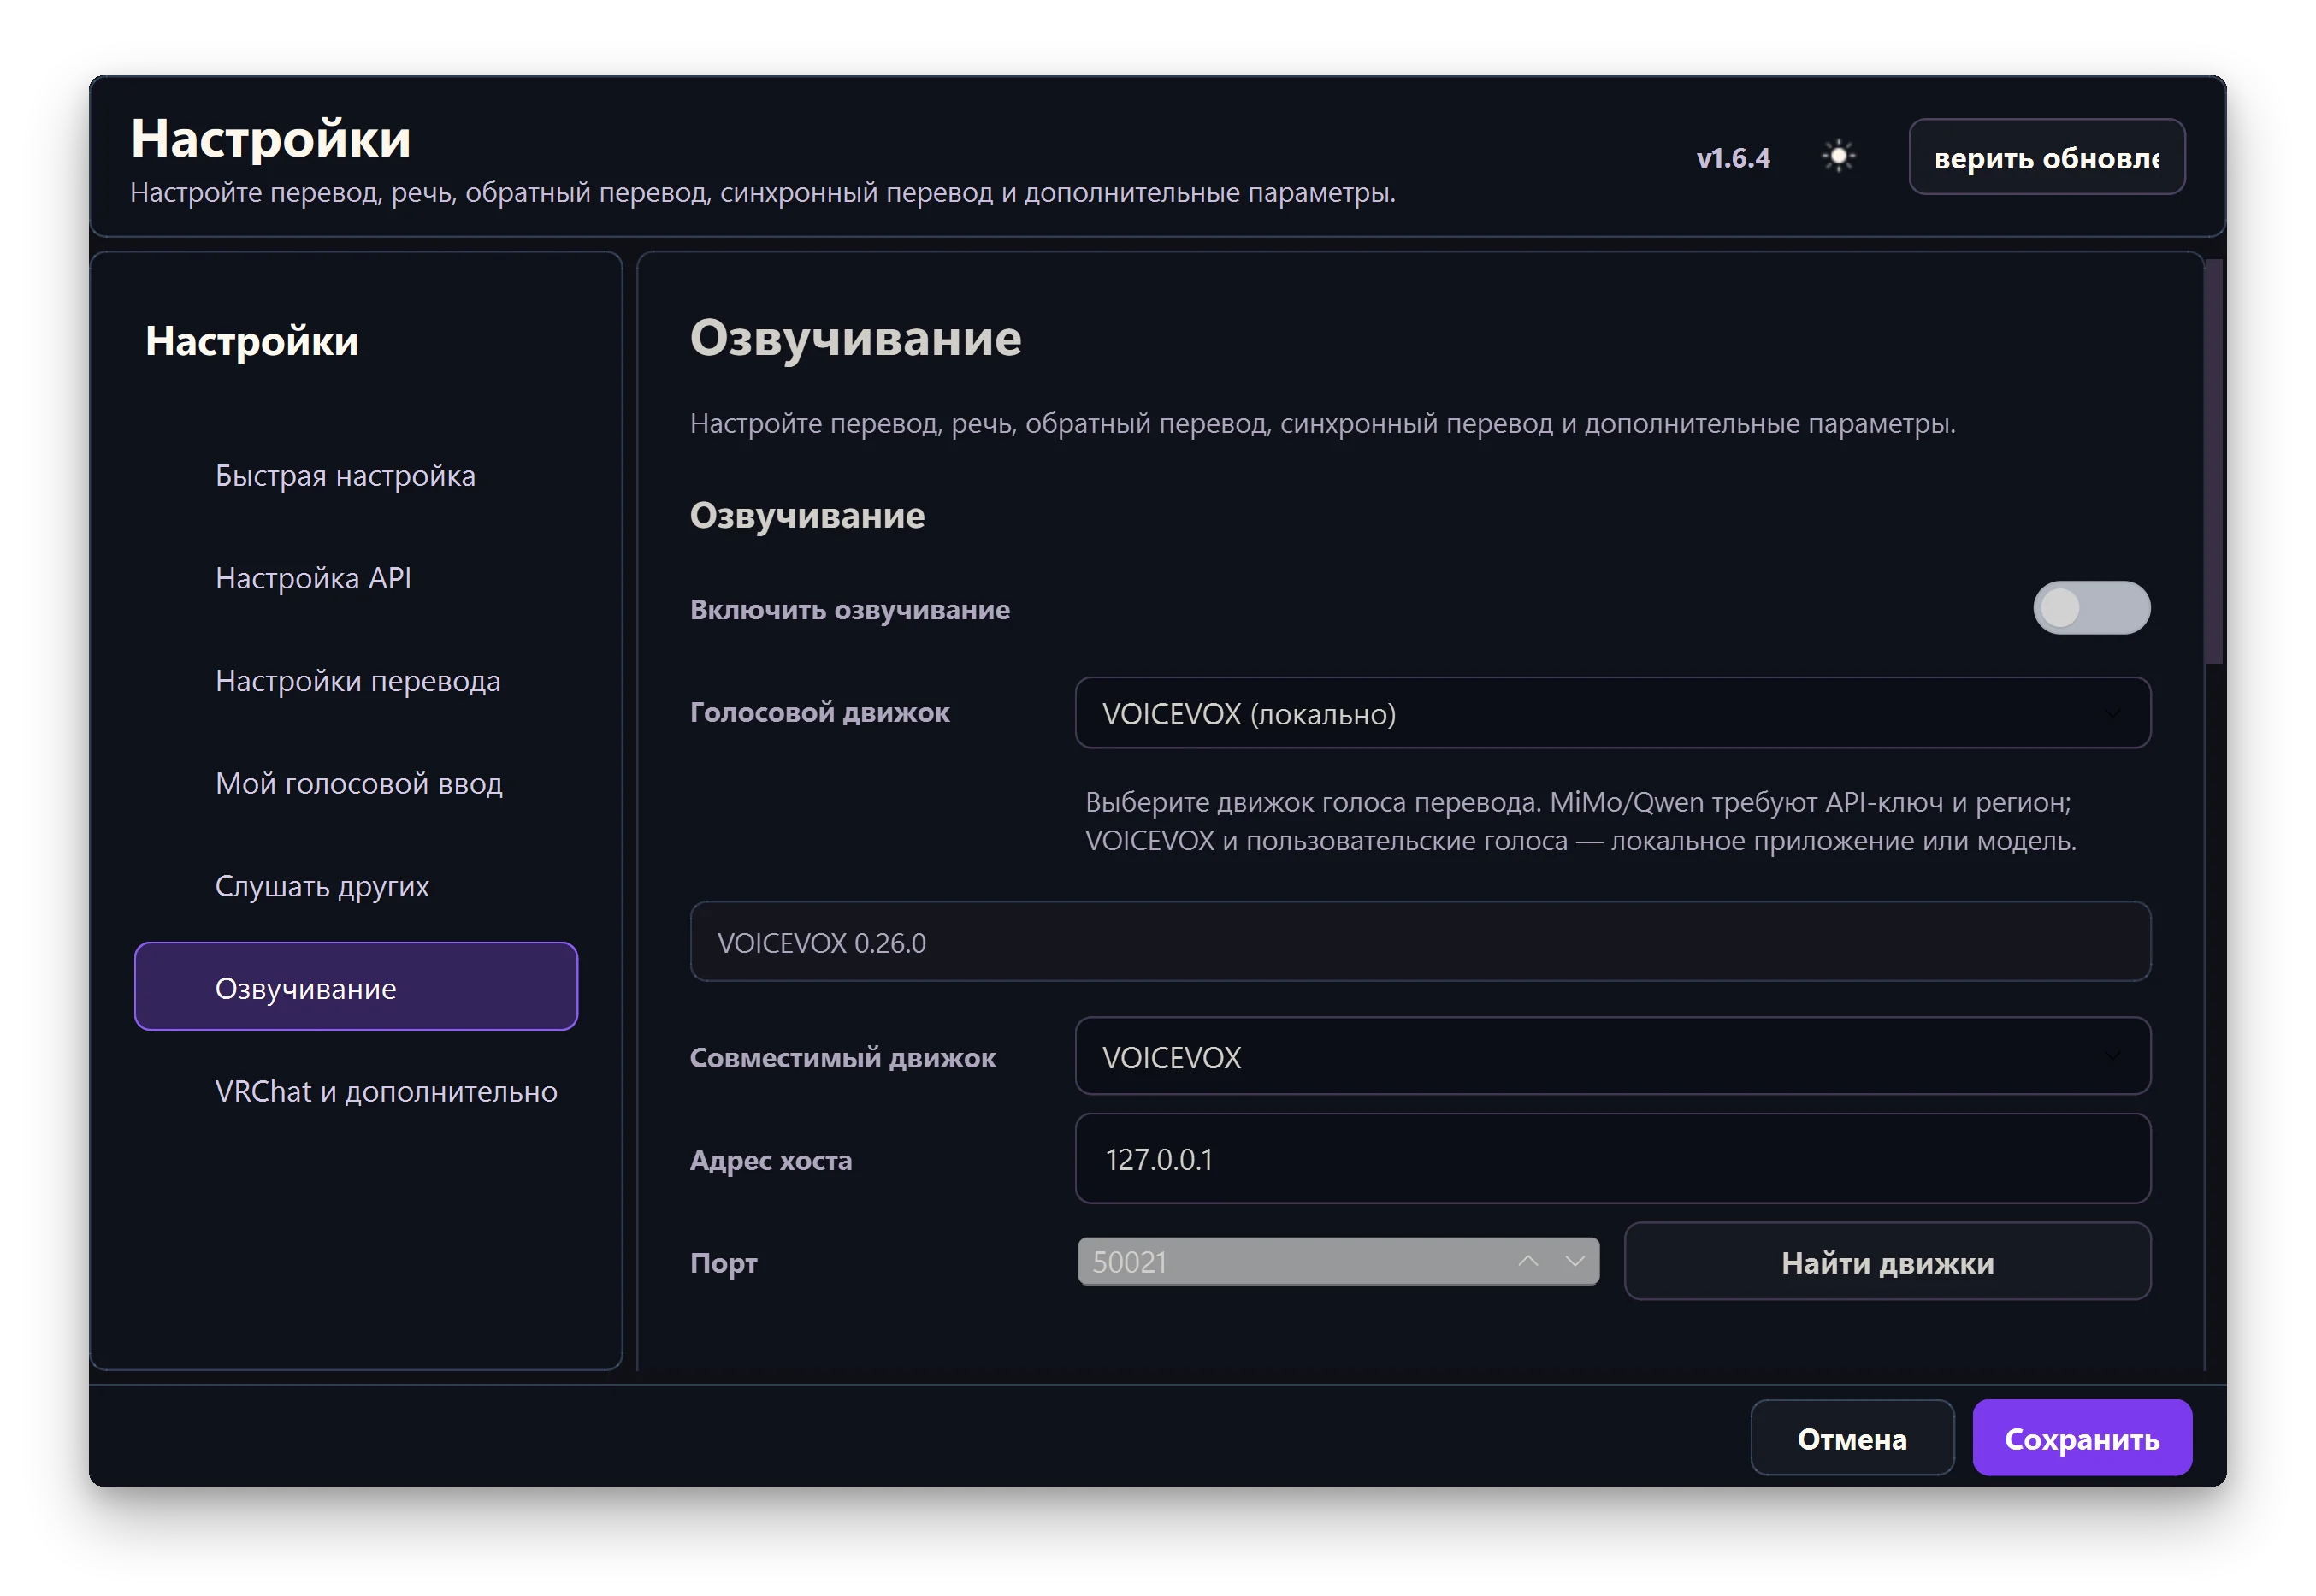 Настройки
Настройте перевод, речь, обратный перевод, синхронный перевод и дополнительные параметры.
v1.6.4
верить обновле
Настройки
Быстрая настройка
Настройка API
Настройки перевода
Мой голосовой ввод
Слушать других
Озвучивание
VRChat и дополнительно
Озвучивание
Настройте перевод, речь, обратный перевод, синхронный перевод и дополнительные параметры.
Озвучивание
Включить озвучивание
Голосовой движок
VOICEVOX (локально)
Выберите движок голоса перевода. MiMo/Qwen требуют API-ключ и регион;
VOICEVOX и пользовательские голоса — локальное приложение или модель.
VOICEVOX 0.26.0
Совместимый движок
VOICEVOX
Адрес хоста
127.0.0.1
Порт
50021
Найти движки
Отмена
Сохранить